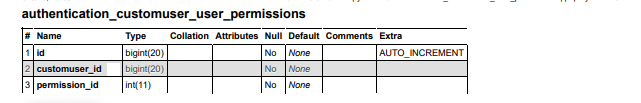 authentication_customuser_user_permissions
# Name Type Collation Attributes Null Default Comments Extra
1 id bigint(20) No None AUTO_INCREMENT
2 customuser_id bigint(20) No None
3 permission_id int(11) No None